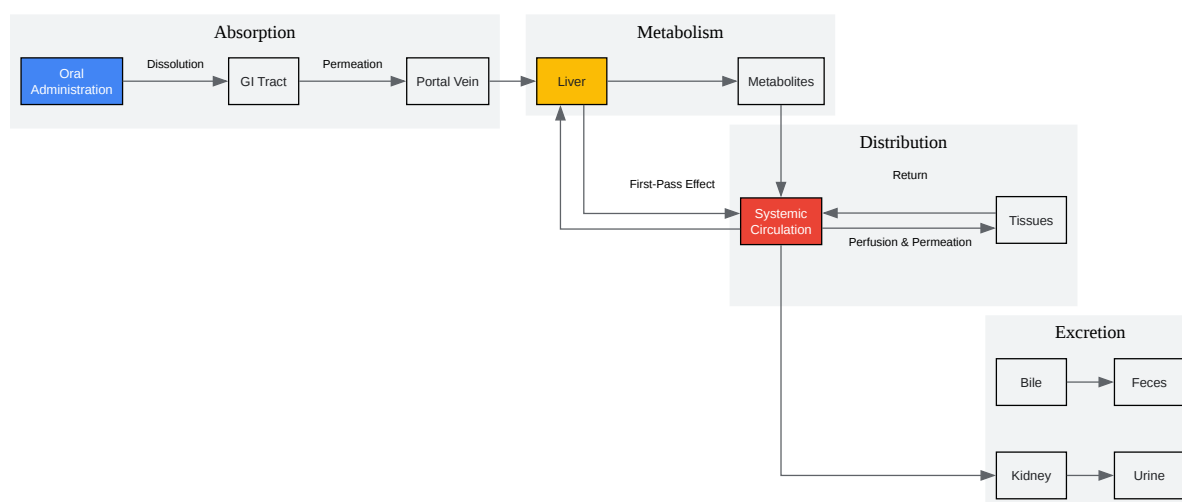 Absorption
Oral
Administration
Dissolution
GI Tract
Permeation
Portal Vein
Metabolism
Liver
Metabolites
First-Pass Effect
Distribution
Return
Systemic
Circulation
Tissues
Perfusion & Permeation
Excretion
Bile
Feces
Kidney
Urine